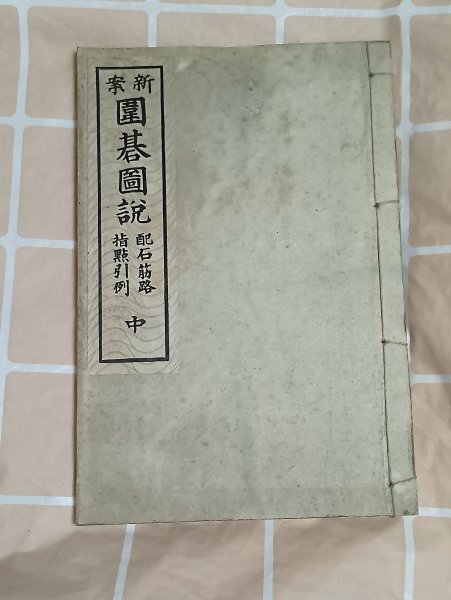 新案
圍碁圖說
配石筋路
指點引例
中